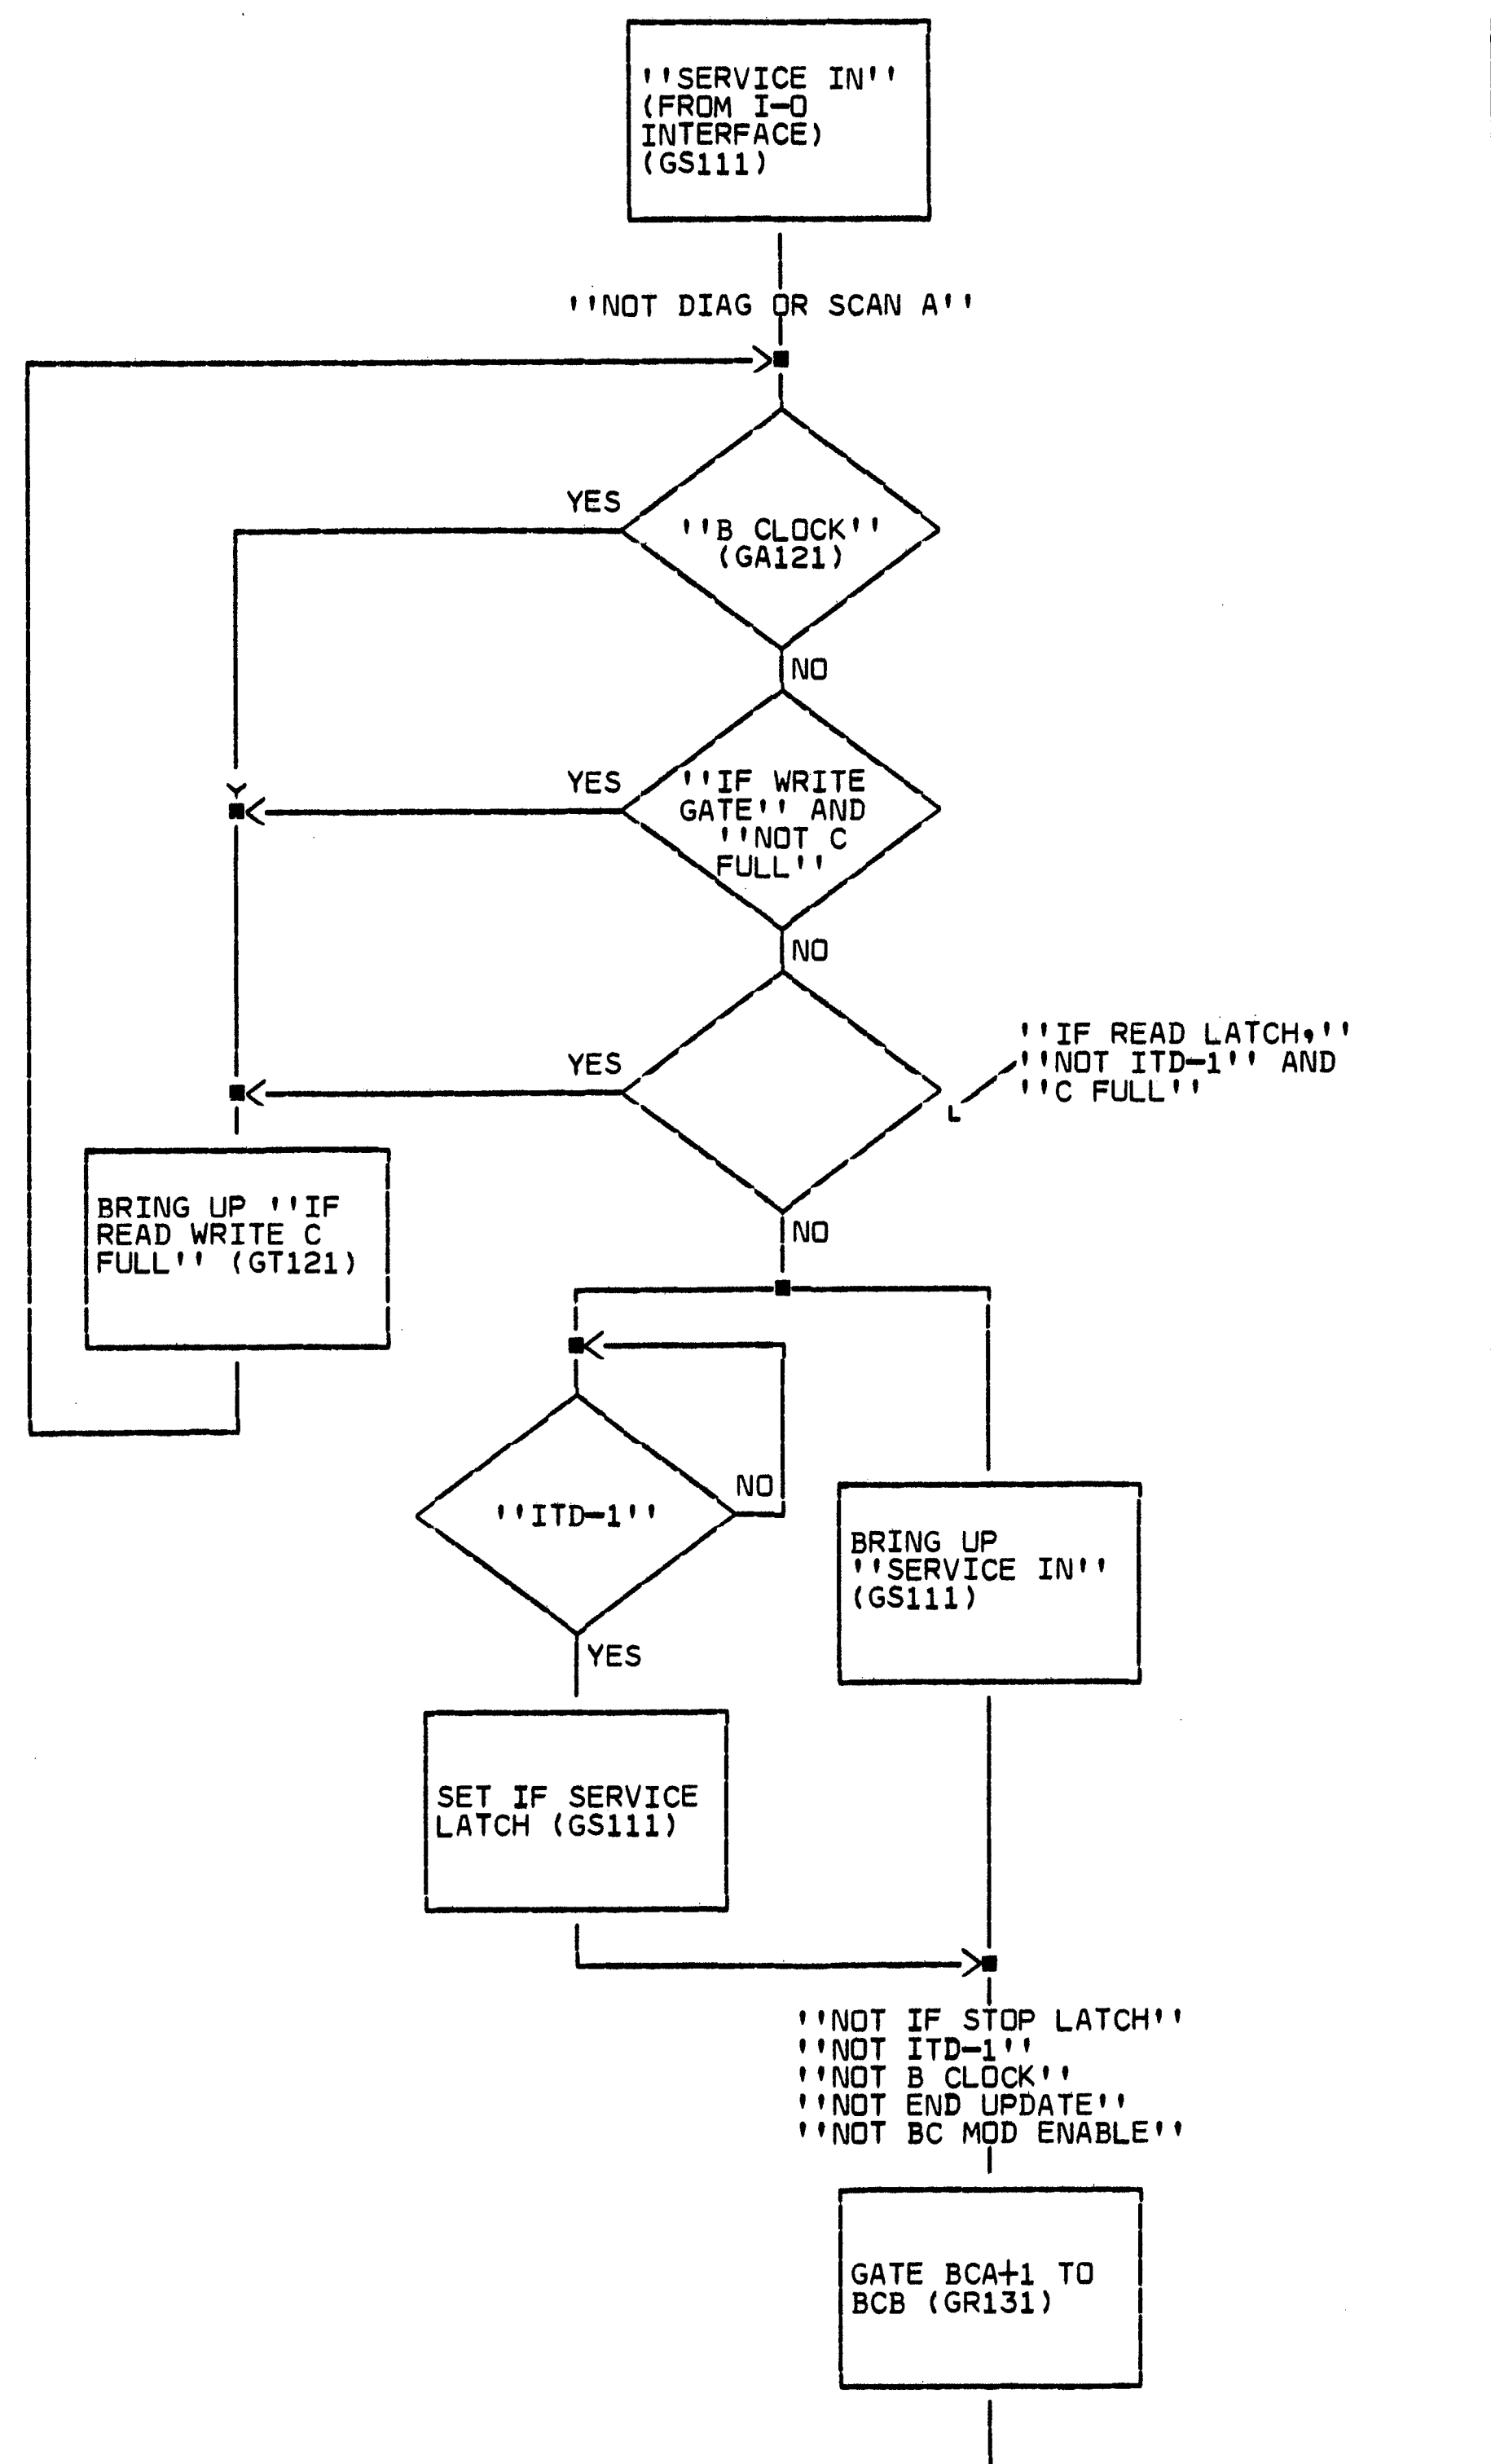 ''SERVICE IN''
(FROM I-O
INTERFACE)
(GS111)
''NOT DIAG OR SCAN A''
YES
''B CLOCK''
(GA121)
NO
YES
''IF WRITE
GATE'' AND
''NOT C
FULL''
NO
YES
''IF READ LATCH,''
''NOT ITD-1'' AND
''C FULL''
NO
BRING UP ''IF
READ WRITE C
FULL'' (GT121)
''ITD-1''
NO
YES
BRING UP
''SERVICE IN''
(GS111)
SET IF SERVICE
LATCH (GS111)
''NOT IF STOP LATCH''
''NOT ITD-1''
''NOT B CLOCK''
''NOT END UPDATE''
''NOT BC MOD ENABLE''
GATE BCA+1 TO
BCB (GR131)